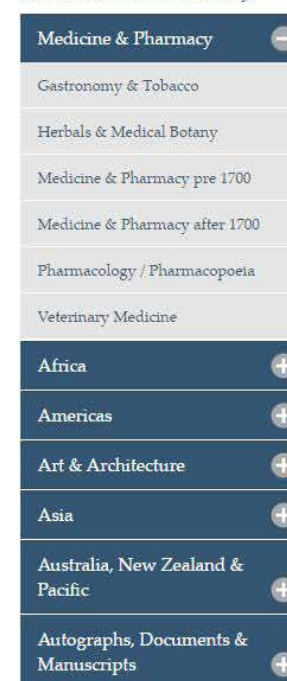 Medicine & Pharmacy
Gastronomy & Tobacco
Herbals & Medical Botany
Medicine & Pharmacy pre 1700
Medicine & Pharmacy after 1700
Pharmacology / Pharmacopoeia
Veterinary Medicine
Africa
Americas
Art & Architecture
Asia
Australia, New Zealand &
Pacific
Autographs, Documents &
Manuscripts